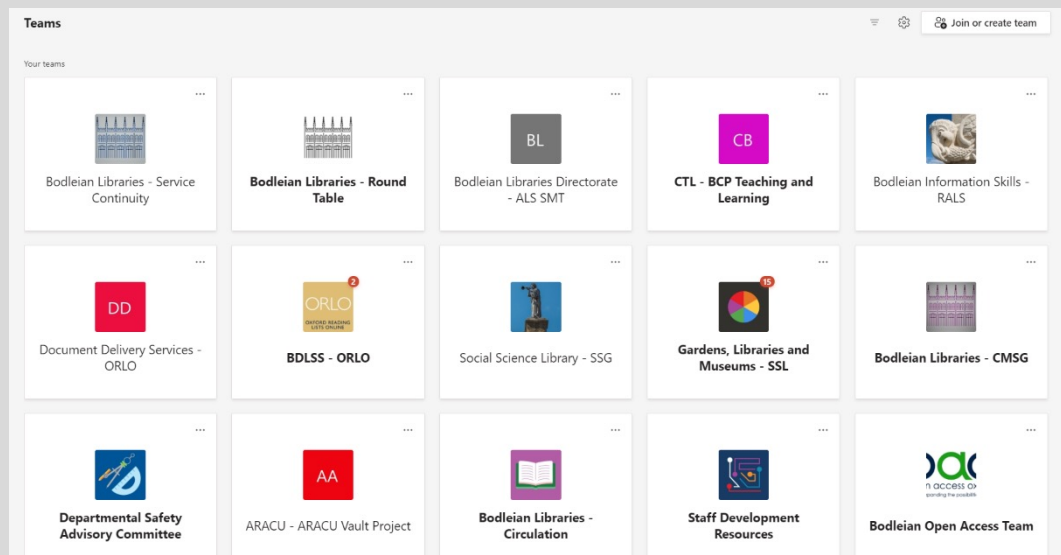 Teams
Join or create team
Your teams
Bodleian Libraries - Service
Continuity
Bodleian Libraries - Round
Table
BL
Bodleian Libraries Directorate
- ALS SMT
CB
CTL - BCP Teaching and
Learning
Bodleian Information Skills -
RALS
DD
Document Delivery Services -
ORLO
2
ORLO
OXFORD READING
LISTS ONLINE
BDLSS - ORLO
Social Science Library - SSG
15
Gardens, Libraries and
Museums - SSL
Bodleian Libraries - CMSG
Departmental Safety
Advisory Committee
AA
ARACU - ARACU Vault Project
Bodleian Libraries -
Circulation
Staff Development
Resources
n access ox
panding the possibiliti
Bodleian Open Access Team